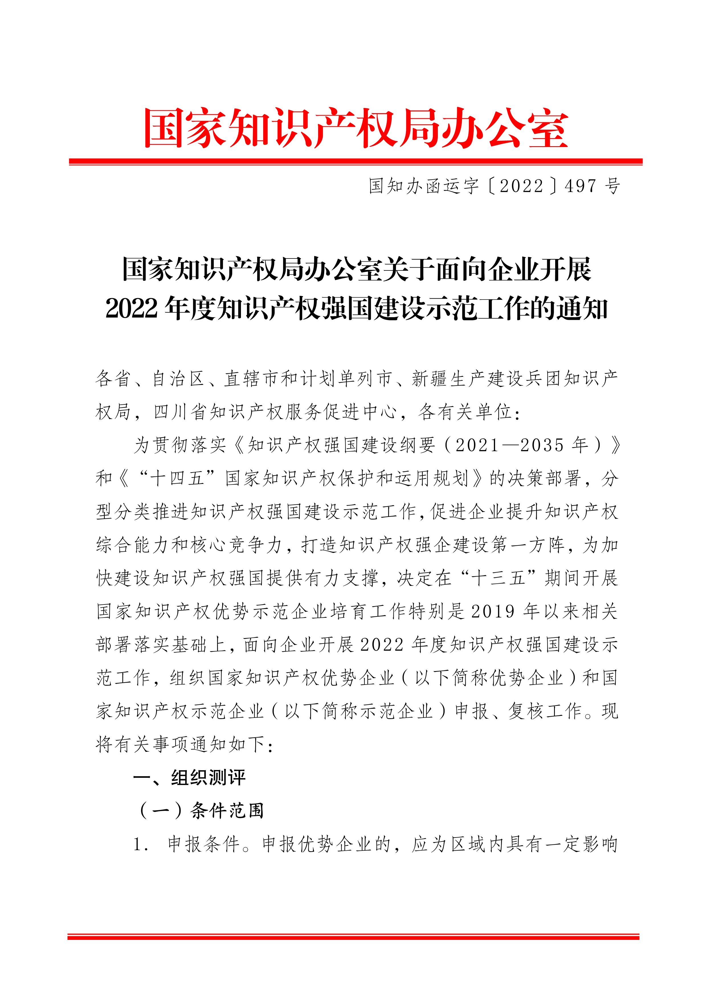 国家知识产权局办公室
国知办函运字〔2022〕497 号
国家知识产权局办公室关于面向企业开展
2022 年度知识产权强国建设示范工作的通知
各省、自治区、直辖市和计划单列市、新疆生产建设兵团知识产
权局，四川省知识产权服务促进中心，各有关单位：
为贯彻落实《知识产权强国建设纲要（2021—2035 年）》
和《“十四五”国家知识产权保护和运用规划》的决策部署，分
型分类推进知识产权强国建设示范工作，促进企业提升知识产权
综合能力和核心竞争力，打造知识产权强企建设第一方阵，为加
快建设知识产权强国提供有力支撑，决定在“十三五”期间开展
国家知识产权优势示范企业培育工作特别是 2019 年以来相关
部署落实基础上，面向企业开展 2022 年度知识产权强国建设示
范工作，组织国家知识产权优势企业（以下简称优势企业）和国
家知识产权示范企业（以下简称示范企业）申报、复核工作。现
将有关事项通知如下：
一、组织测评
（一）条件范围
1. 申报条件。申报优势企业的，应为区域内具有一定影响